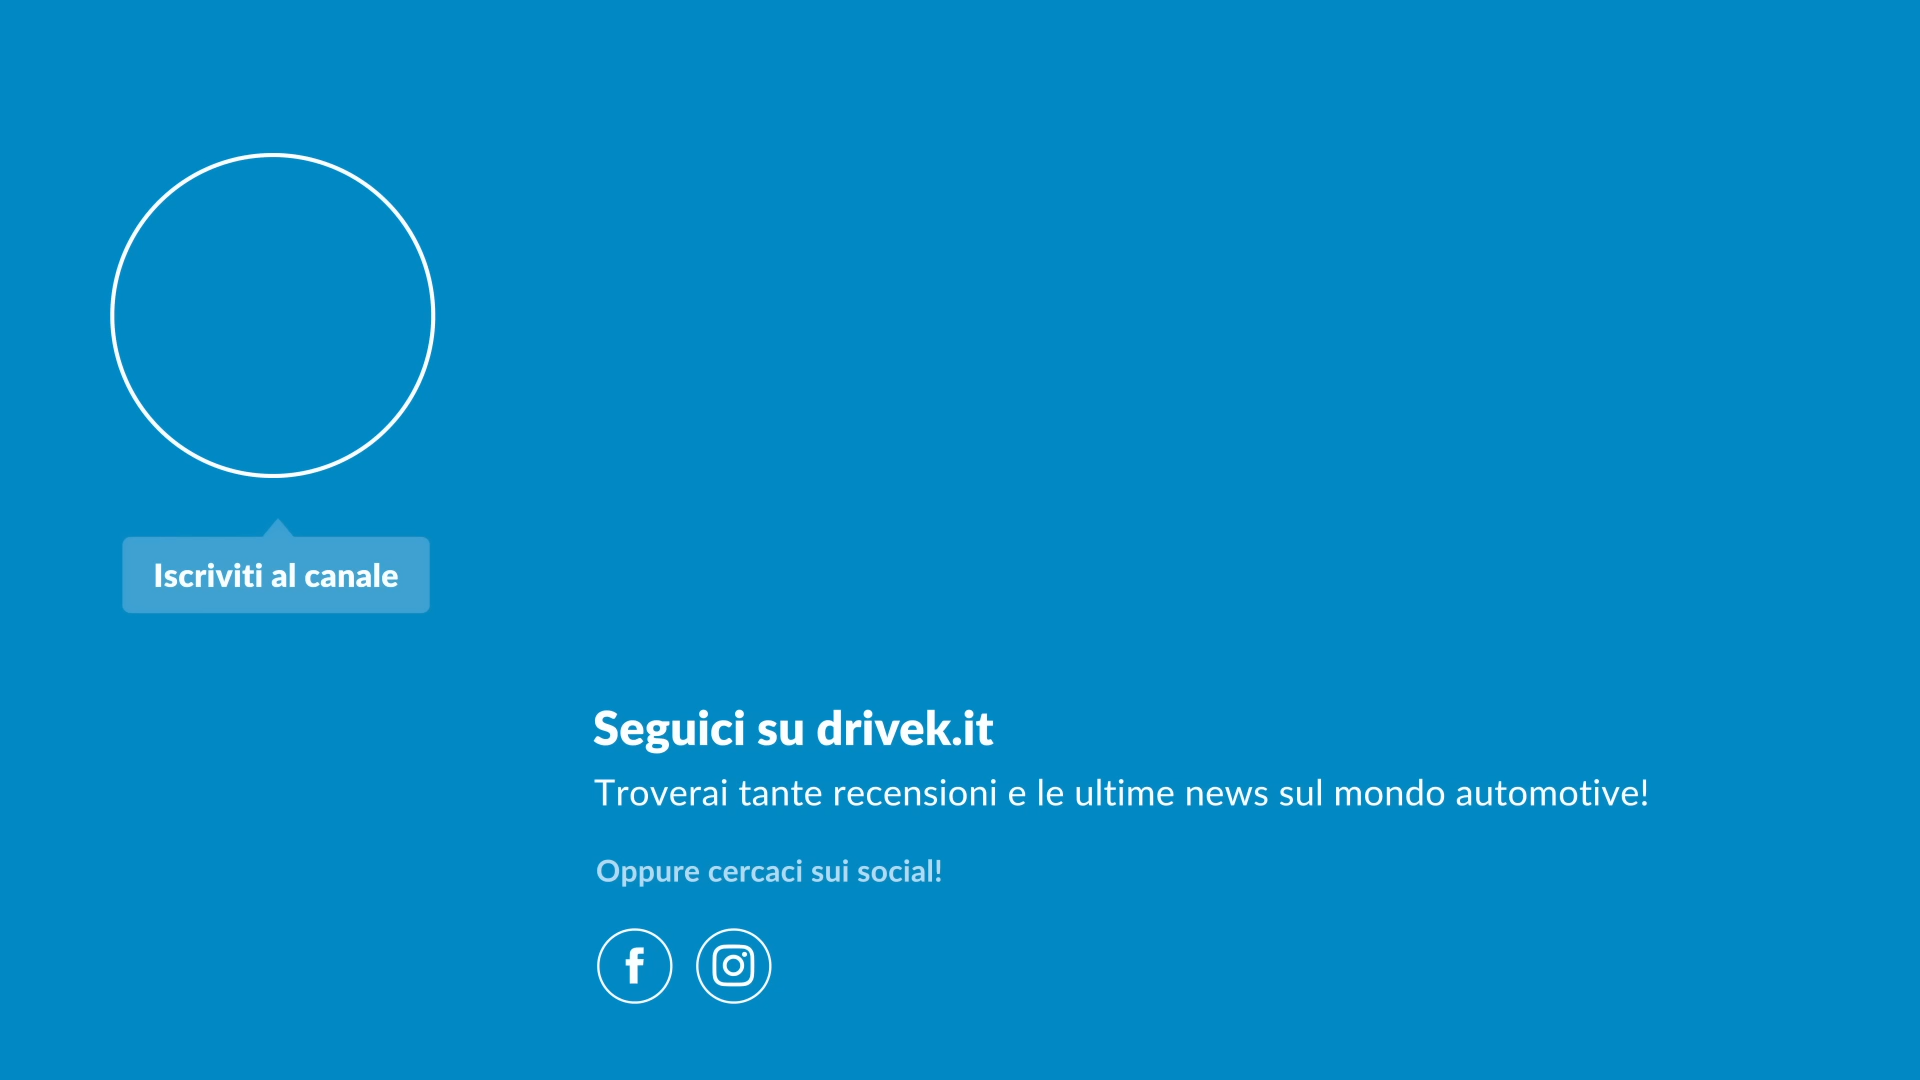 Iscriviti al canale
Seguici su drivek.it
Troverai tante recensioni e le ultime news sul mondo automotive!
Oppure cercaci sui social!